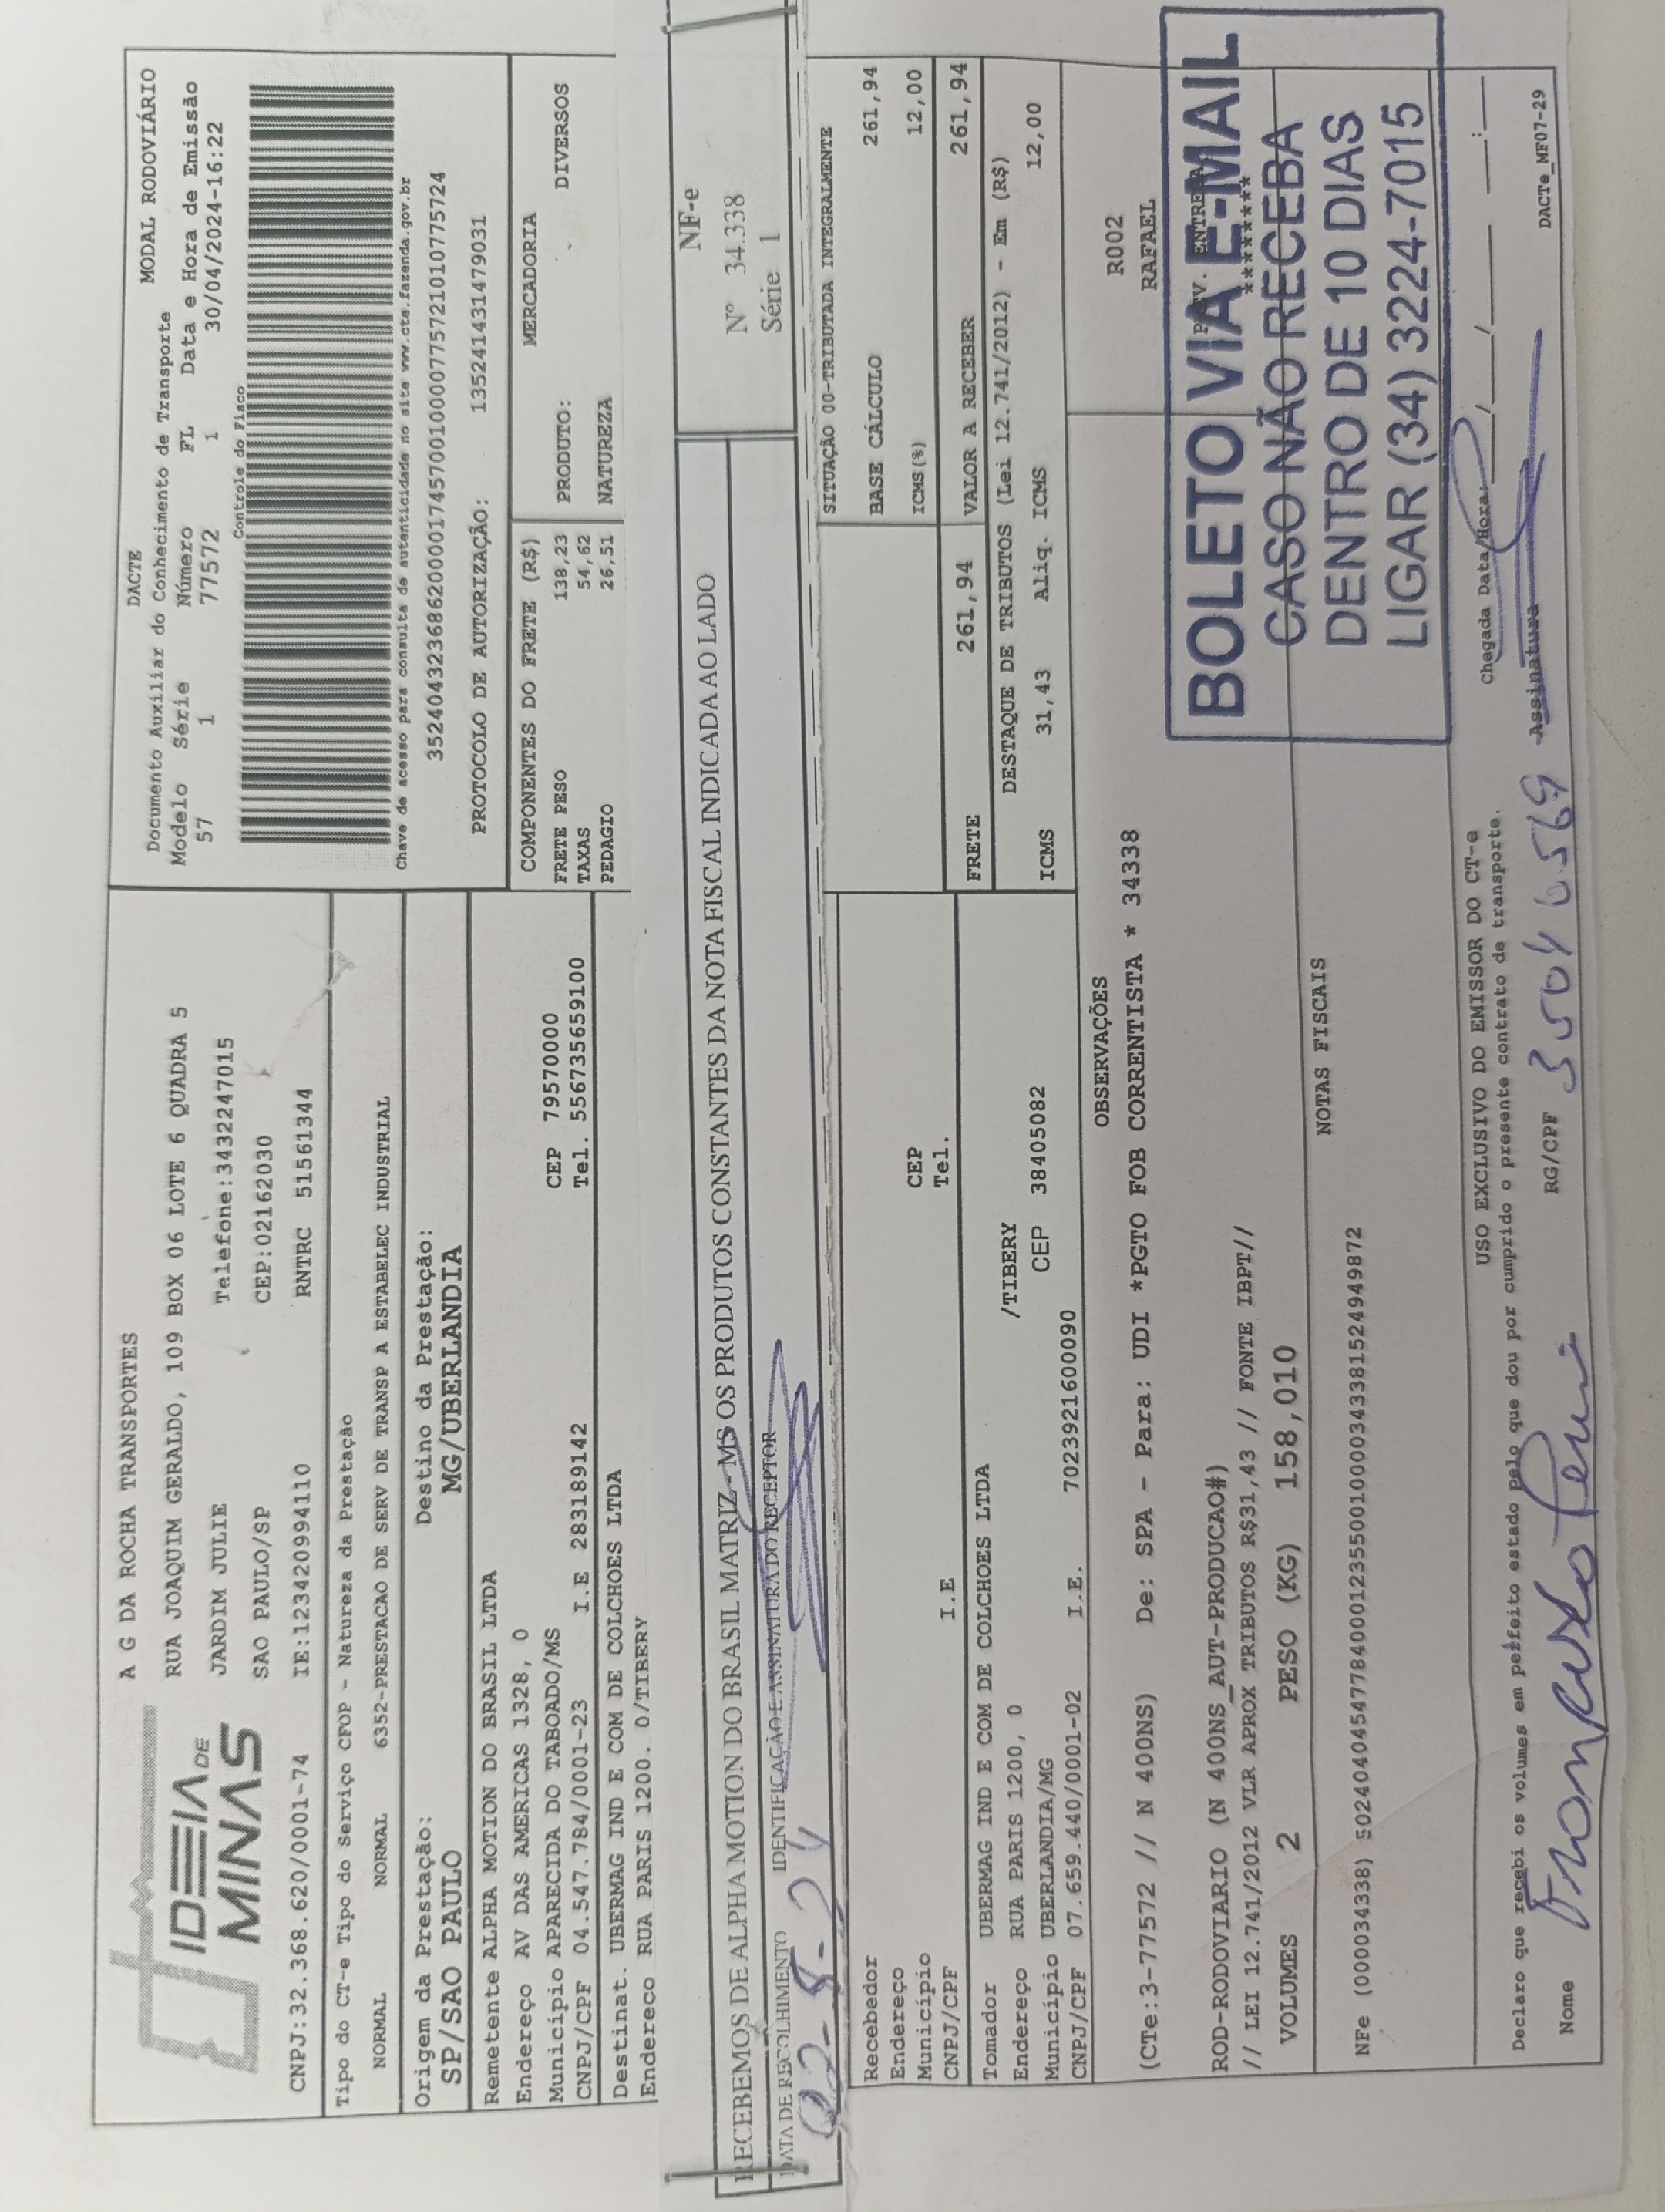 IDEIA DE
MINAS
A G DA ROCHA TRANSPORTES
RUA JOAQUIM GERALDO, 109 BOX 06 LOTE 6 QUADRA 5
JARDIM JULIE Telefone:3432247015
SAO PAULO/SP CEP:02162030
CNPJ:32.368.620/0001-74 IE:123420994110 RNTRC 51561344
DACTE MODAL RODOVIÁRIO
Documento Auxiliar do Conhecimento de Transporte
Modelo Série Número FL Data e Hora de Emissão
57 1 77572 1 30/04/2024-16:22
Controle do Fisco
Chave de acesso para consulta de autenticidade no site www.cte.fazenda.gov.br
35240432368620000174570010000775721010775724
PROTOCOLO DE AUTORIZAÇÃO: 135241431479031
Tipo do CT-e Tipo do Serviço CFOP - Natureza da Prestação
NORMAL NORMAL 6352-PRESTACAO DE SERV DE TRANSP A ESTABELEC INDUSTRIAL
Origem da Prestação: Destino da Prestação:
SP/SAO PAULO MG/UBERLANDIA
Remetente ALPHA MOTION DO BRASIL LTDA
Endereço AV DAS AMERICAS 1328, 0
Município APARECIDA DO TABOADO/MS CEP 79570000
CNPJ/CPF 04.547.784/0001-23 I.E 283189142 Tel. 556735659100
Destinat. UBERMAG IND E COM DE COLCHOES LTDA
Endereco RUA PARIS 1200. 0/TIBERY
COMPONENTES DO FRETE (R$) MERCADORIA
FRETE PESO 138,23 PRODUTO: DIVERSOS
TAXAS 54,62
PEDAGIO 26,51 NATUREZA
RECEBEMOS DE ALPHA MOTION DO BRASIL MATRIZ - MS OS PRODUTOS CONSTANTES DA NOTA FISCAL INDICADA AO LADO
DATA DE RECOLHIMENTO IDENTIFICAÇÃO E ASSINATURA DO RECEPTOR
02-5-24
NF-e
Nº 34.338
Série 1
SITUAÇÃO 00-TRIBUTADA INTEGRALMENTE
BASE CÁLCULO 261,94
ICMS(%) 12,00
FRETE 261,94 VALOR A RECEBER 261,94
DESTAQUE DE TRIBUTOS (Lei 12.741/2012) - Em (R$)
ICMS 31,43 Aliq. ICMS 12,00
Recebedor
Endereço
Município CEP
CNPJ/CPF I.E Tel.
Tomador UBERMAG IND E COM DE COLCHOES LTDA
Endereço RUA PARIS 1200, 0 /TIBERY
Município UBERLANDIA/MG CEP 38405082
CNPJ/CPF 07.659.440/0001-02 I.E. 7023921600090
OBSERVAÇÕES
(CTe:3-77572 // N 400NS) De: SPA - Para: UDI *PGTO FOB CORRENTISTA * 34338
R002
RAFAEL
ROD-RODOVIARIO (N 400NS_AUT-PRODUCAO#)
// LEI 12.741/2012 VLR APROX TRIBUTOS R$31,43 // FONTE IBPT//
VOLUMES 2 PESO (KG) 158,010
ENTREGA
*********
BOLETO VIA E-MAIL
CASO NÃO RECEBA
DENTRO DE 10 DIAS
LIGAR (34) 3224-7015
NOTAS FISCAIS
NFe (000034338) 50240404547784000123550010000343381524949872
USO EXCLUSIVO DO EMISSOR DO CT-e
Declaro que recebi os volumes em perfeito estado pelo que dou por cumprido o presente contrato de transporte.
Chegada Data/Hora: / / :
Nome RG/CPF Assinatura
DACTe_MF07-29